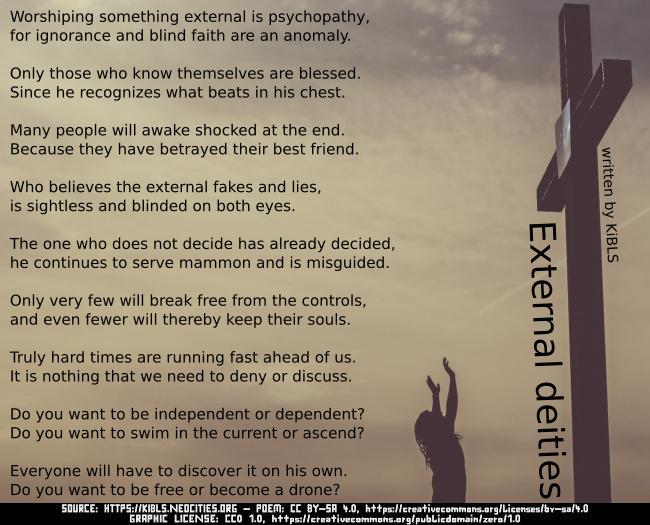 Worshiping something external is psychopathy,
for ignorance and blind faith are an anomaly.
Only those who know themselves are blessed.
Since he recognizes what beats in his chest.
Many people will awake shocked at the end.
Because they have betrayed their best friend.
Who believes the external fakes and lies,
is sightless and blinded on both eyes.
The one who does not decide has already decided,
he continues to serve mammon and is misguided.
Only very few will break free from the controls,
and even fewer will thereby keep their souls.
Truly hard times are running fast ahead of us.
It is nothing that we need to deny or discuss.
Do you want to be independent or dependent?
Do you want to swim in the current or ascend?
Everyone will have to discover it on his own.
Do you want to be free or become a drone?
External deities
written by KiBLS
SOURCE: HTTPS://KIBLS.NEOCITIES.ORG – POEM: CC BY–SA 4.0, https://creativecommons.org/Licenses/by–sa/4.0
GRAPHIC LICENSE: CC0 1.0, https://creativecommons.org/publicdomain/zero/1.0